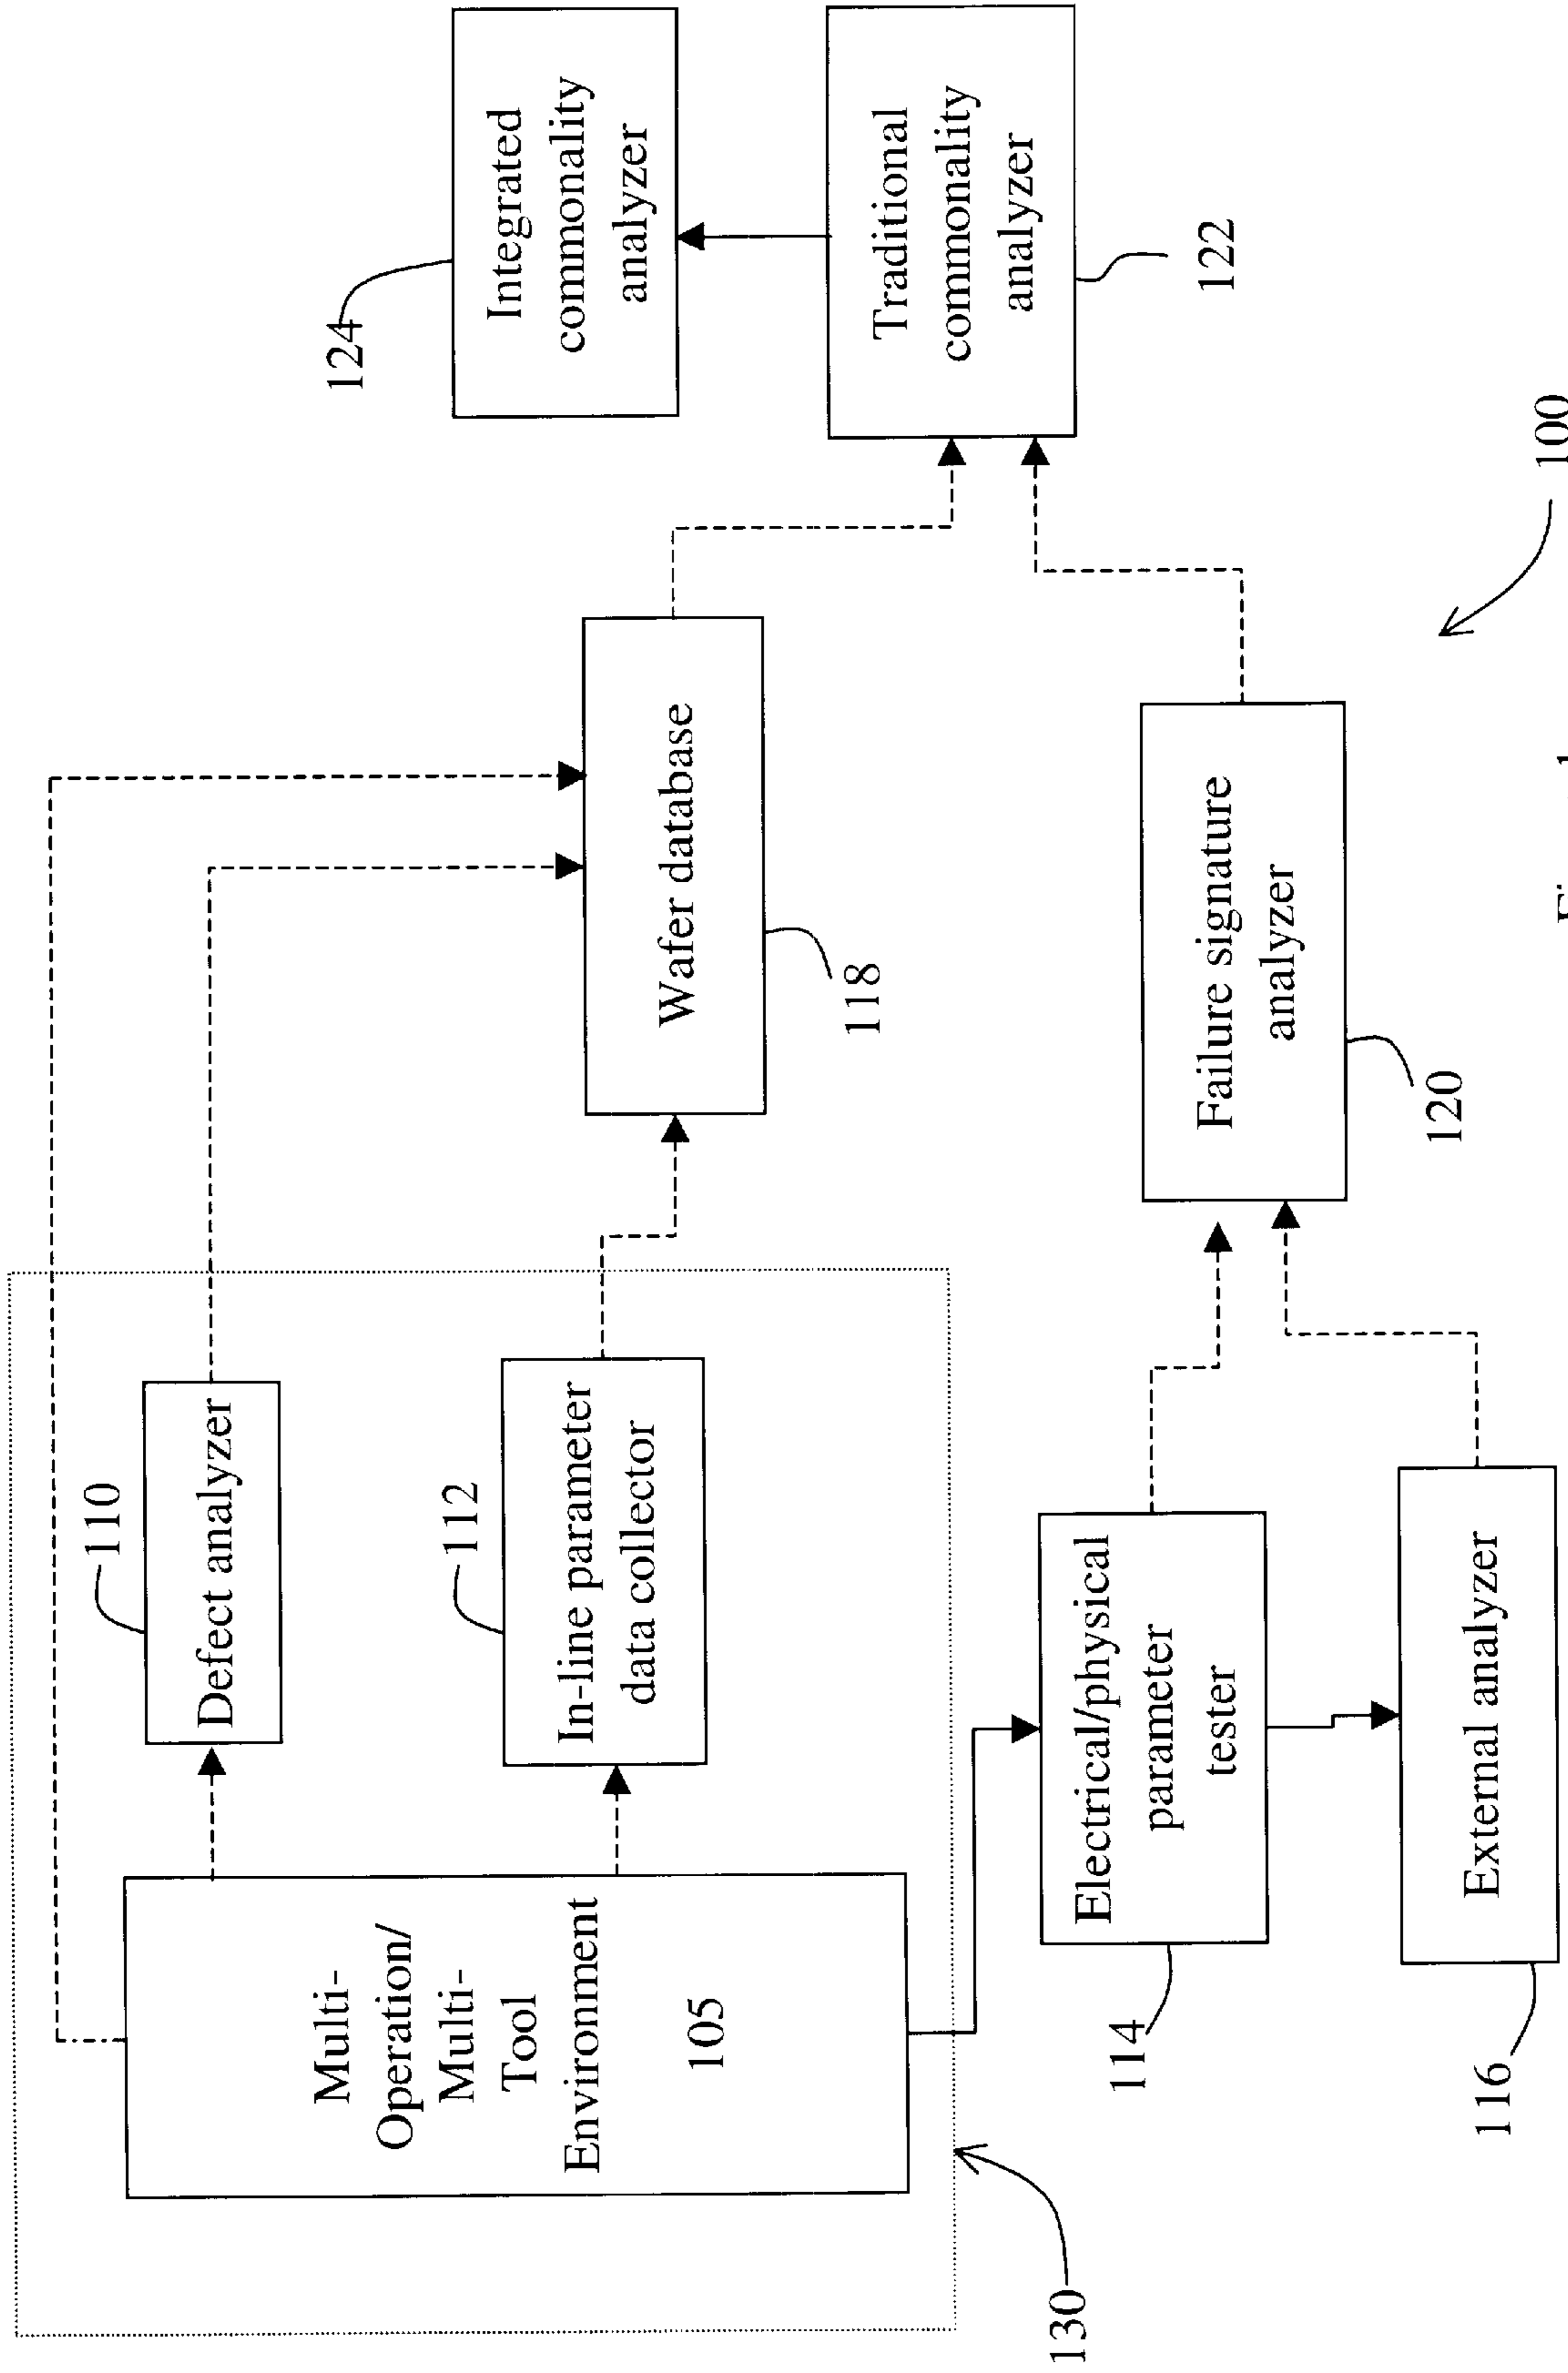 Multi-
Operation/
Multi-
Tool
Environment
105
110
Defect analyzer
112
In-line parameter
data collector
130
114
Electrical/physical
parameter
tester
116
External analyzer
Wafer database
118
Failure signature
analyzer
120
124
Integrated
commonality
analyzer
Traditional
commonality
analyzer
122
100